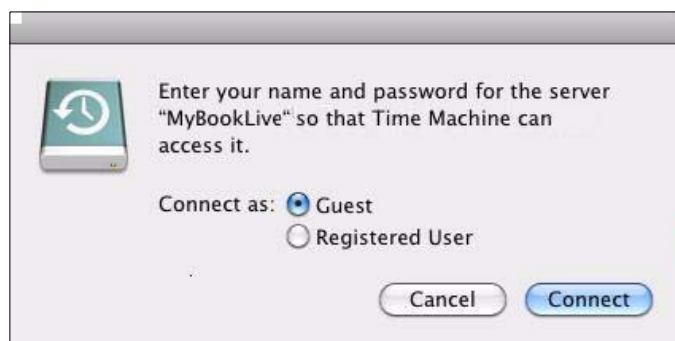 Enter your name and password for the server
“MyBookLive“ so that Time Machine can
access it.
Connect as: Guest
Registered User
Cancel Connect